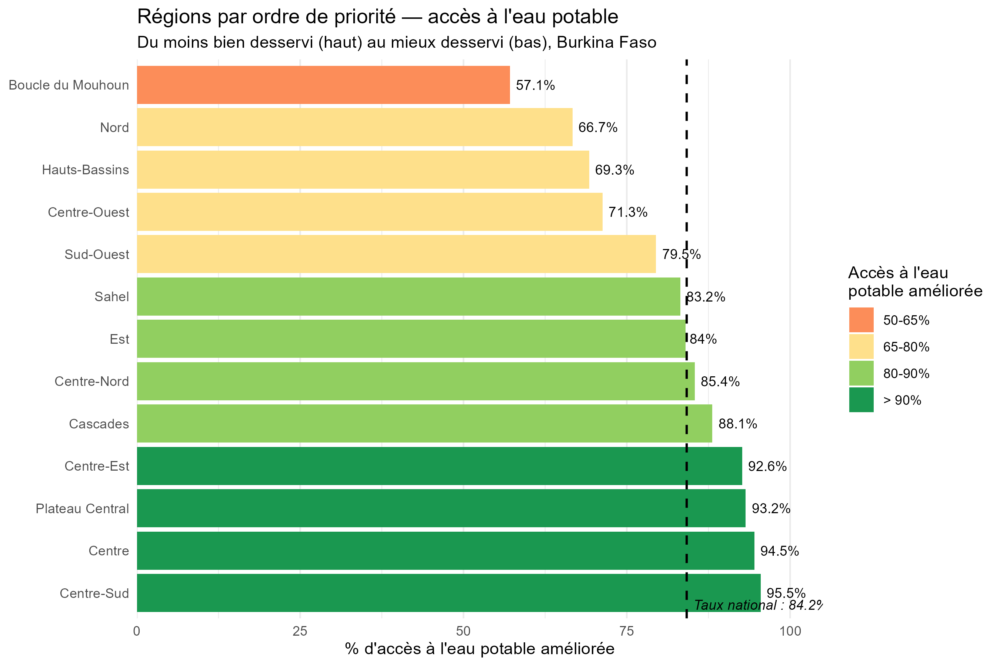 Régions par ordre de priorité — accès à l'eau potable
Du moins bien desservi (haut) au mieux desservi (bas), Burkina Faso
Boucle du Mouhoun 57.1%
Nord 66.7%
Hauts-Bassins 69.3%
Centre-Ouest 71.3%
Sud-Ouest 79.5%
Sahel 83.2%
Est 84%
Centre-Nord 85.4%
Cascades 88.1%
Centre-Est 92.6%
Plateau Central 93.2%
Centre 94.5%
Centre-Sud 95.5%
Taux national : 84.2%
0 25 50 75 100
% d'accès à l'eau potable améliorée
Accès à l'eau
potable améliorée
50-65%
65-80%
80-90%
> 90%